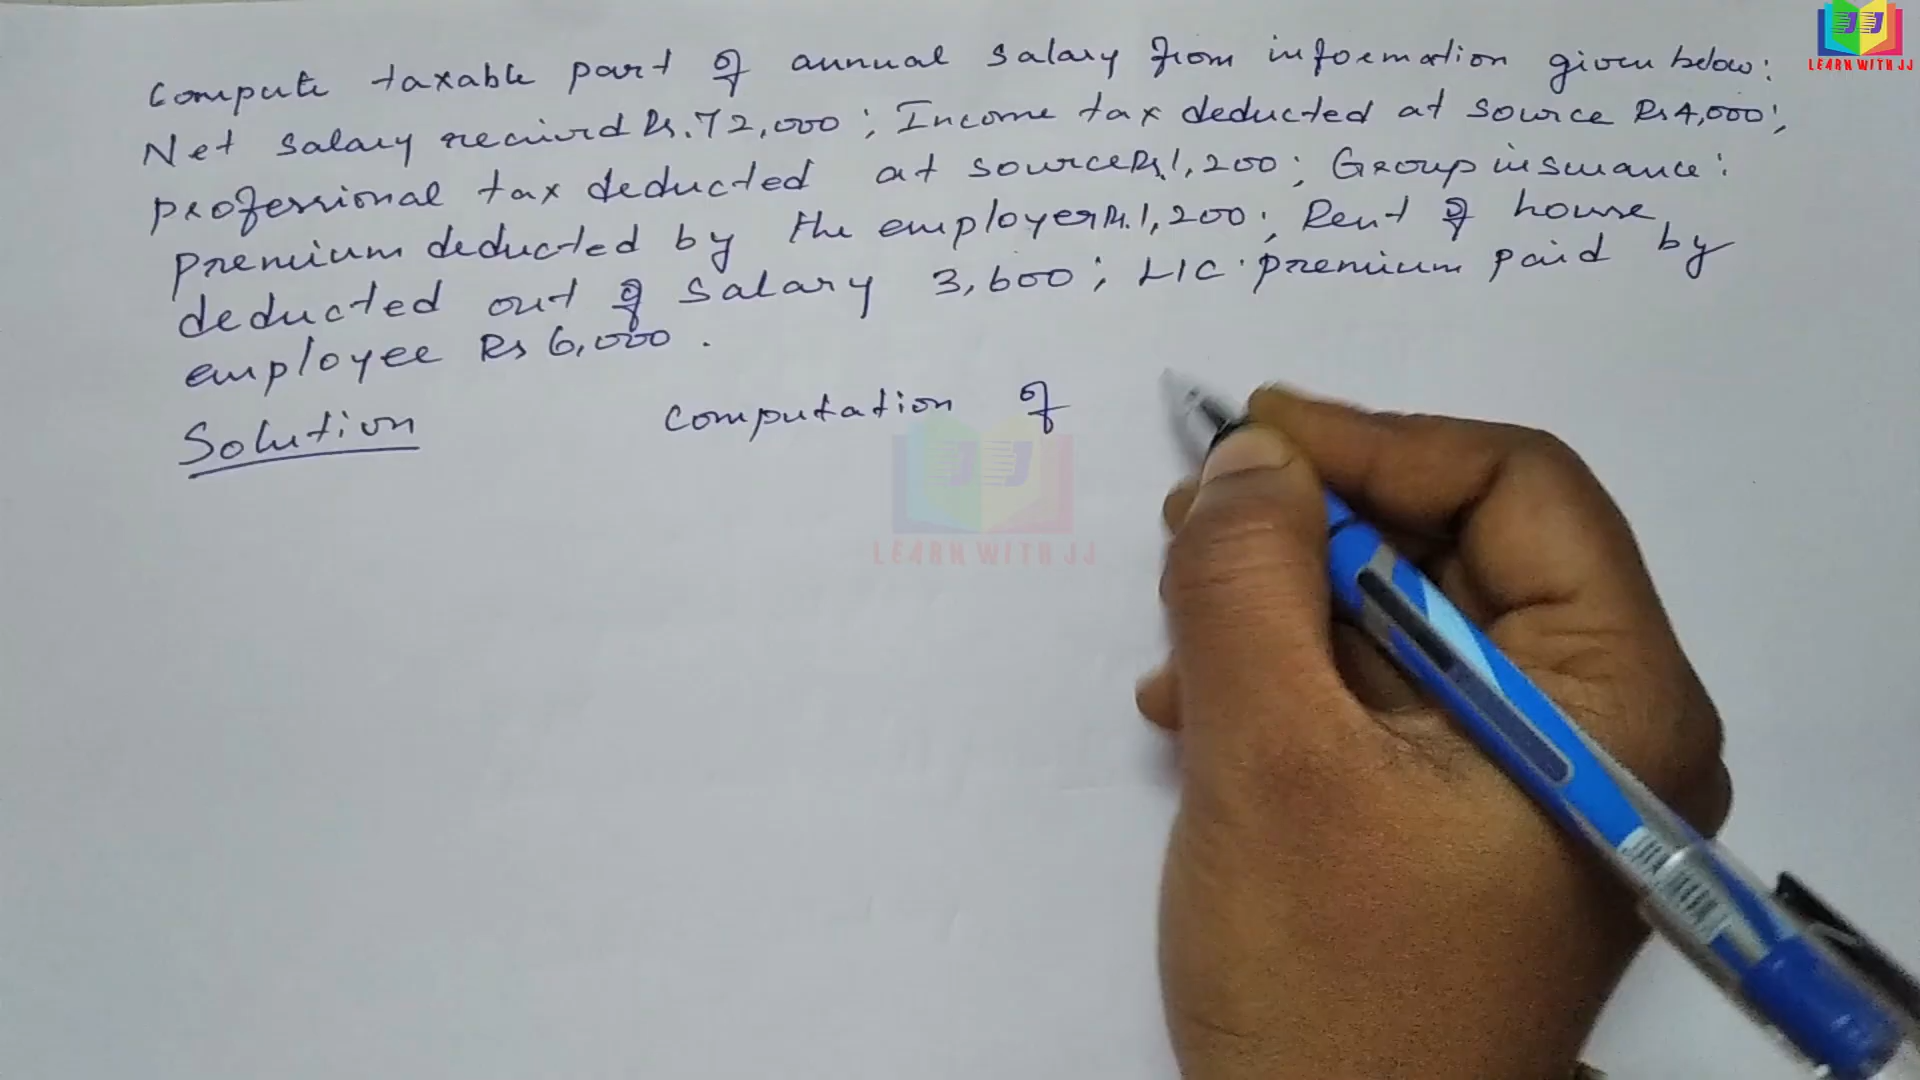 Compute taxable part of annual salary from information given below:
Net salary received Rs.72,000; Income tax deducted at source Rs4,000;
professional tax deducted at sourceRs.1,200; Group insurance:
premium deducted by the employerRs.1,200; Rent of house
deducted out of salary 3,600; LIC premium paid by
employee Rs 6,000.
Solution Computation of
LEARN WITH JJ
LEARN WITH JJ